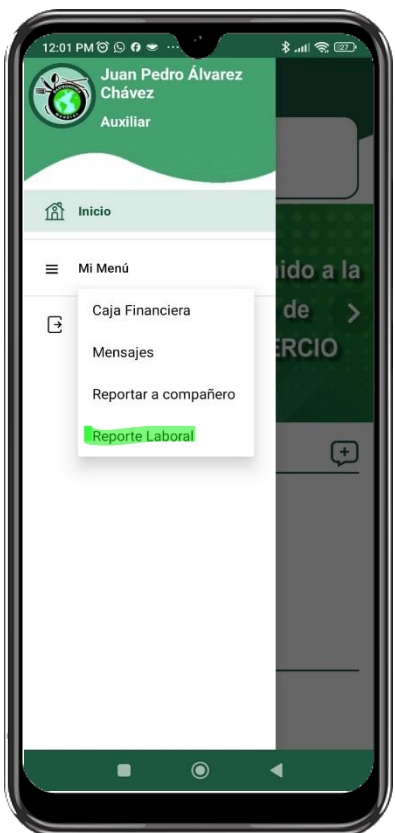 12:01 PM
27
Juan Pedro Álvarez
Chávez
Auxiliar
Inicio
Mi Menú
Caja Financiera
Mensajes
Reportar a compañero
Reporte Laboral
ido a la
de
ERCIO